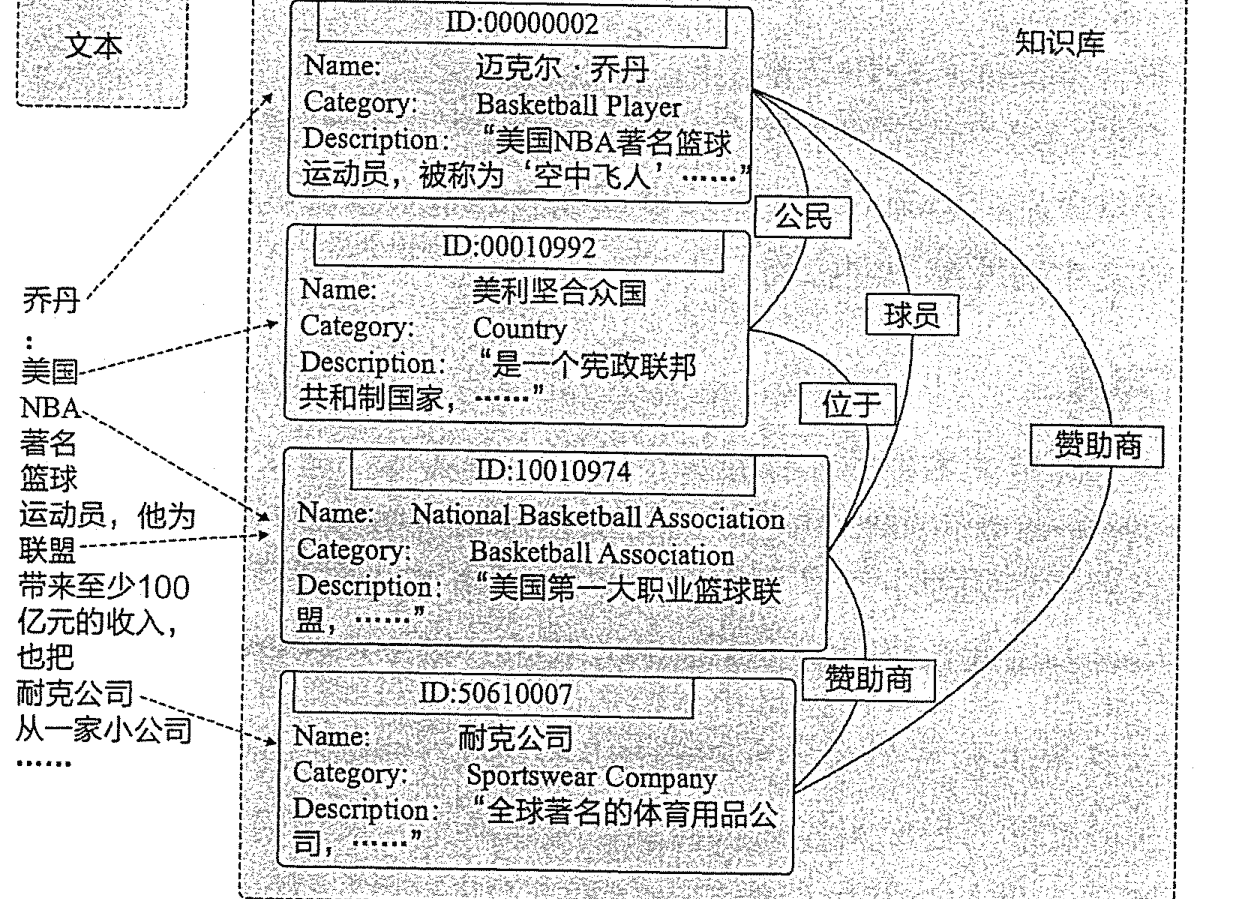 文本
乔丹
:
美国
NBA
著名
篮球
运动员，他为
联盟
带来至少100
亿元的收入，
也把
耐克公司
从一家小公司
……
知识库
ID:00000002
Name: 迈克尔·乔丹
Category: Basketball Player
Description: “美国NBA著名篮球
运动员，被称为‘空中飞人’……”
ID:00010992
Name: 美利坚合众国
Category: Country
Description: “是一个宪政联邦
共和制国家，……”
ID:10010974
Name: National Basketball Association
Category: Basketball Association
Description: “美国第一大职业篮球联
盟，……”
ID:50610007
Name: 耐克公司
Category: Sportswear Company
Description: “全球著名的体育用品公
司，……”
公民
球员
位于
赞助商
赞助商